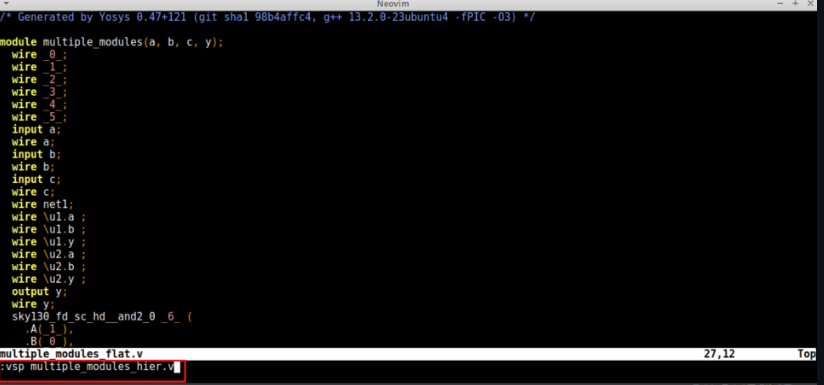 Neovim
/* Generated by Yosys 0.47+121 (git sha1 98b4affc4, g++ 13.2.0-23ubuntu4 -fPIC -O3) */
module multiple_modules(a, b, c, y);
wire _0_;
wire _1_;
wire _2_;
wire _3_;
wire _4_;
wire _5_;
input a;
wire a;
input b;
wire b;
input c;
wire c;
wire net1;
wire \u1.a ;
wire \u1.b ;
wire \u1.y ;
wire \u2.a ;
wire \u2.b ;
wire \u2.y ;
output y;
wire y;
sky130_fd_sc_hd__and2_0 _6_ (
.A(_1_),
.B(_0_),
multiple_modules_flat.v 27,12 Top
:vsp multiple_modules_hier.v